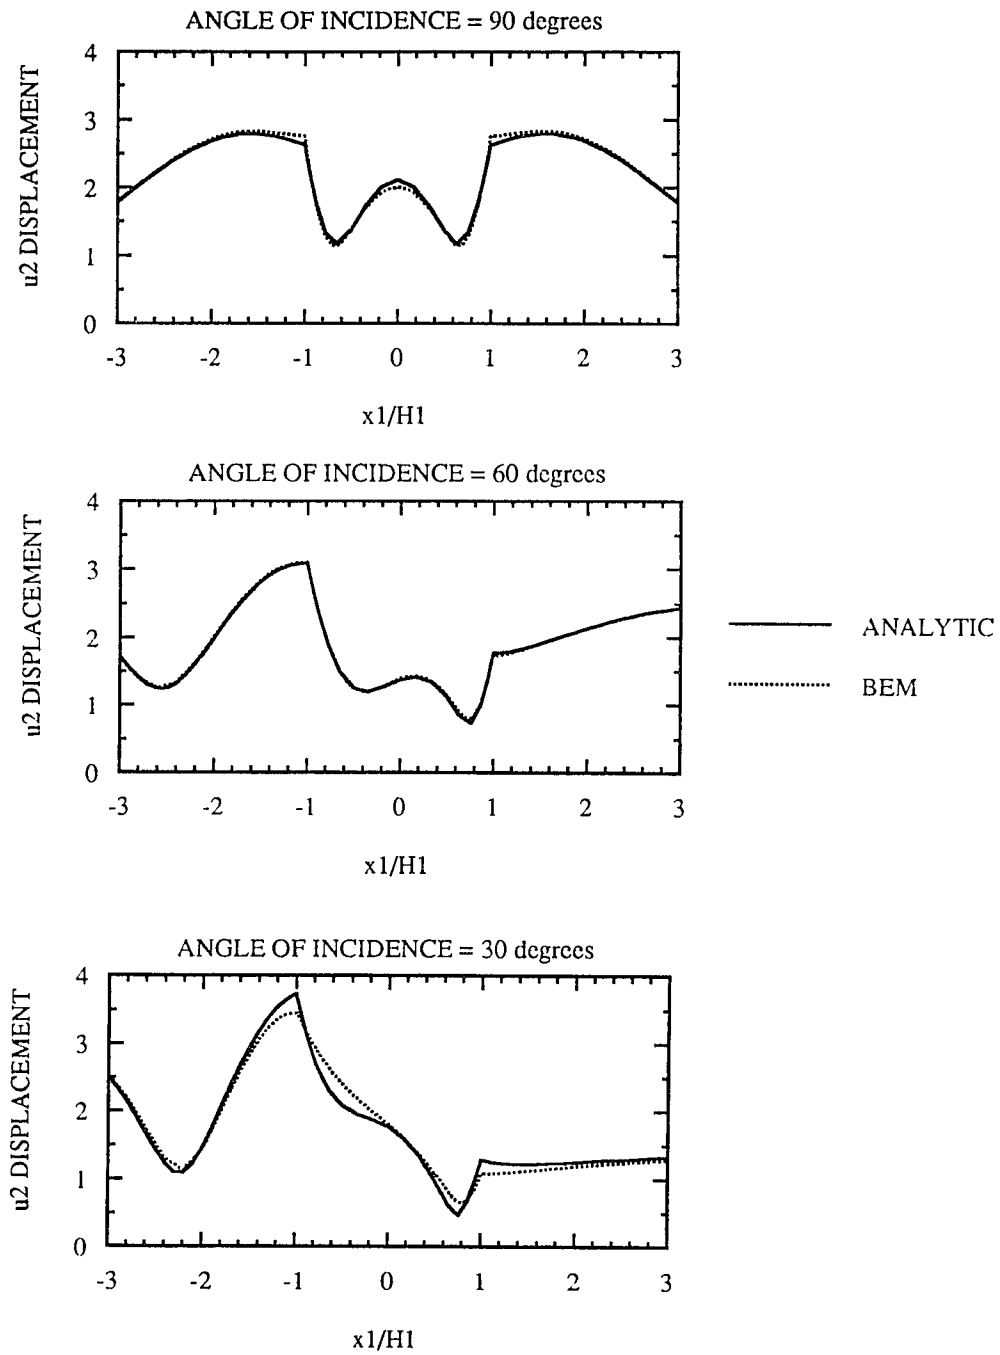 ANGLE OF INCIDENCE = 90 degrees
u2 DISPLACEMENT
4
3
2
1
0
-3 -2 -1 0 1 2 3
x1/H1
ANGLE OF INCIDENCE = 60 degrees
u2 DISPLACEMENT
4
3
2
1
0
-3 -2 -1 0 1 2 3
x1/H1
ANALYTIC
BEM
ANGLE OF INCIDENCE = 30 degrees
u2 DISPLACEMENT
4
3
2
1
0
-3 -2 -1 0 1 2 3
x1/H1